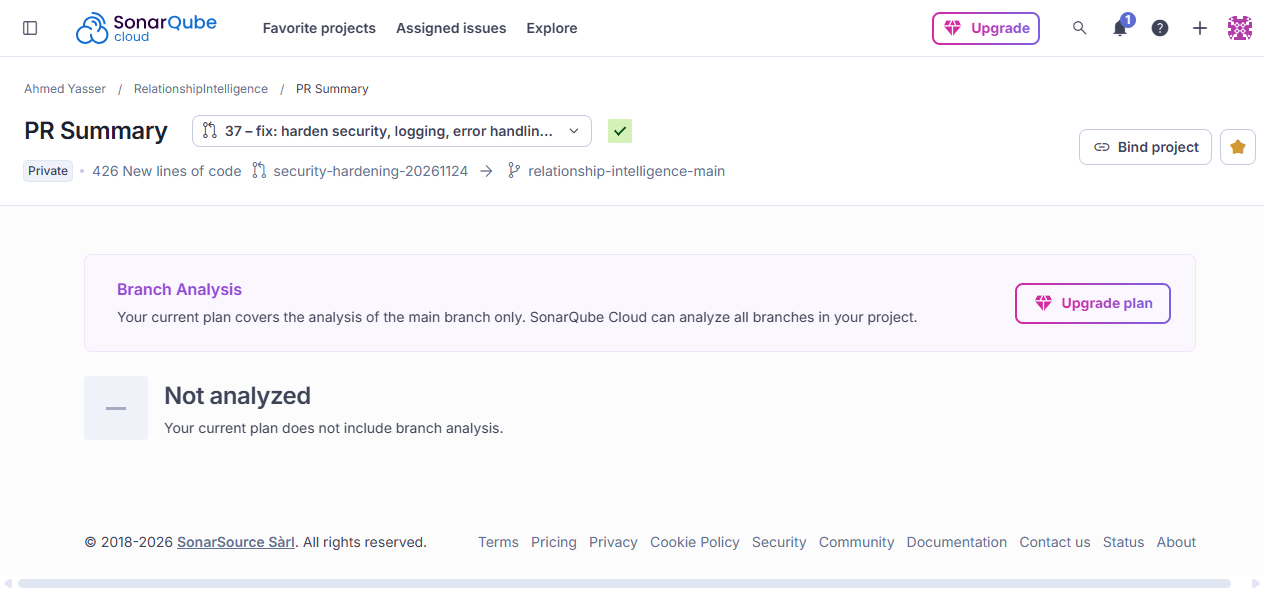 SonarQube cloud
Favorite projects Assigned issues Explore
Upgrade
1
?
Ahmed Yasser / RelationshipIntelligence / PR Summary
PR Summary
37 – fix: harden security, logging, error handlin...
Bind project
Private • 426 New lines of code security-hardening-20261124 → relationship-intelligence-main
Branch Analysis
Your current plan covers the analysis of the main branch only. SonarQube Cloud can analyze all branches in your project.
Upgrade plan
Not analyzed
Your current plan does not include branch analysis.
© 2018-2026 SonarSource Sàrl. All rights reserved.
Terms Pricing Privacy Cookie Policy Security Community Documentation Contact us Status About